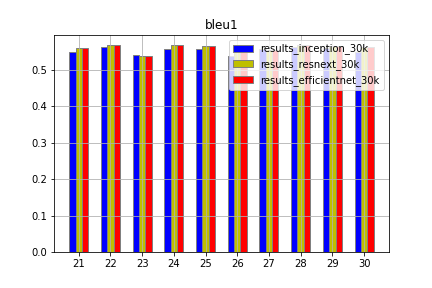 bleu1
results_inception_30k
results_resnext_30k
results_efficientnet_30k
0.5
0.4
0.3
0.2
0.1
0.0
21 22 23 24 25 26 27 28 29 30